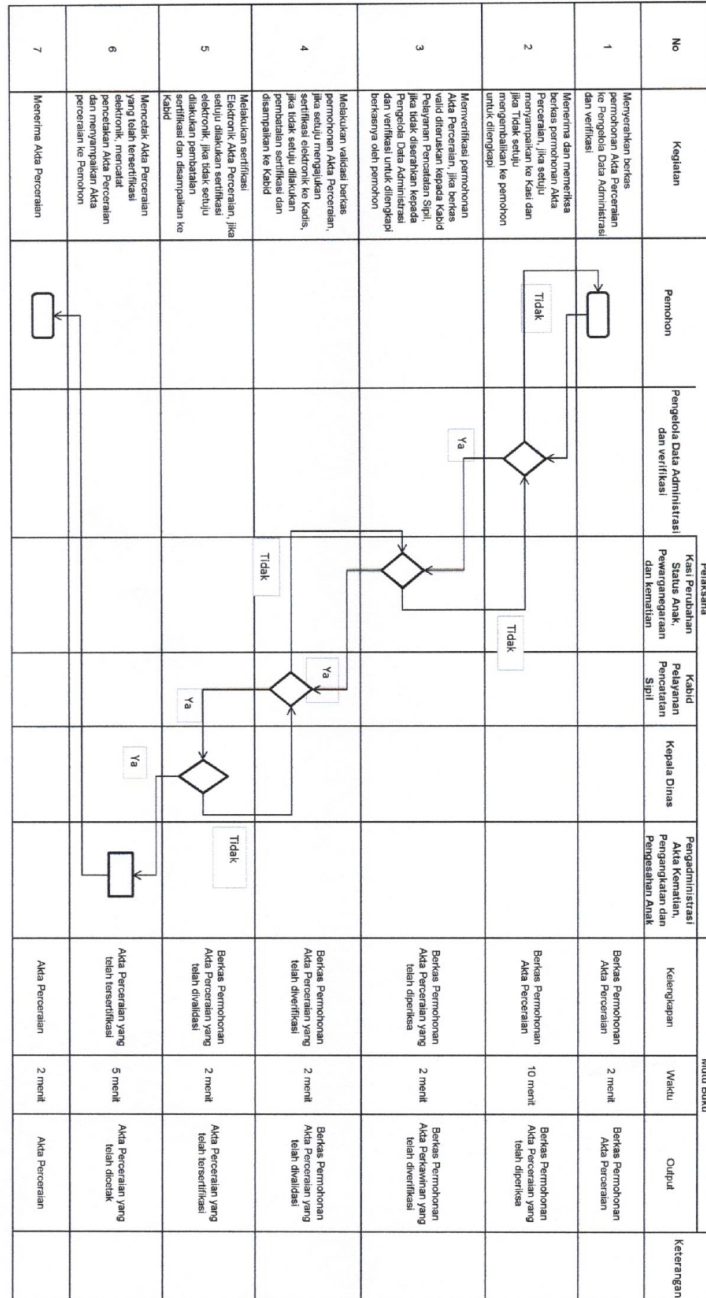 No
Kegiatan
Pelaksana
Mutu Baku
Keterangan
Pemohon
Pengelola Data Administrasi
dan verifikasi
Kasi Perubahan
Status Anak,
Pewarganegaraan
dan kematian
Kabid
Pelayanan
Pencatatan
Sipil
Kepala Dinas
Pengadministrasi
Akta Kematian,
Pengangkatan dan
Pengesahan Anak
Kelengkapan
Waktu
Output
1
Menyerahkan berkas
permohonan Akta Perceraian
ke Pengelola Data Administrasi
dan verifikasi
Berkas Permohonan
Akta Perceraian
2 menit
Berkas Permohonan
Akta Perceraian
2
Menerima dan memeriksa
berkas permohonan Akta
Perceraian, jika setuju
menyampaikan ke Kasi dan
jika Tidak setuju
mengembalikan ke pemohon
untuk dilengkapi
Tidak
Ya
Berkas Permohonan
Akta Perceraian
10 menit
Berkas Permohonan
Akta Perceraian yang
telah diperiksa
3
Memverifikasi permohonan
Akta Perceraian, jika berkas
valid diteruskan kepada Kabid
Pelayanan Pencatatan Sipil,
jika tidak diserahkan kepada
Pengelola Data Administrasi
dan verifikasi untuk dilengkapi
berkasnya oleh pemohon
Tidak
Ya
Berkas Permohonan
Akta Perceraian yang
telah diperiksa
2 menit
Berkas Permohonan
Akta Perkawinan yang
telah diverifikasi
4
Melakukan validasi berkas
permohonan Akta Perceraian,
jika setuju mengajukan
sertifikasi elektronik ke Kadis,
jika tidak setuju dilakukan
pembatalan sertifikasi dan
disampaikan ke Kabid
Tidak
Ya
Berkas Permohonan
Akta Perceraian yang
telah diverifikasi
2 menit
Berkas Permohonan
Akta Perceraian yang
telah divalidasi
5
Melakukan sertifikasi
Elektronik Akta Perceraian, jika
setuju dilakukan sertifikasi
elektronik, jika tidak setuju
dilakukan pembatalan
sertifikasi dan disampaikan ke
Kabid
Tidak
Ya
Berkas Permohonan
Akta Perceraian yang
telah divalidasi
2 menit
Akta Perceraian yang
telah tersertifikasi
6
Mencetak Akta Perceraian
yang telah tersertifikasi
elektronik, mencatat
pencetakan Akta Perceraian
dan menyampaikan Akta
perceraian ke Pemohon
Akta Perceraian yang
telah tersertifikasi
5 menit
Akta Perceraian yang
telah dicetak
7
Menerima Akta Perceraian
Akta Perceraian
2 menit
Akta Perceraian